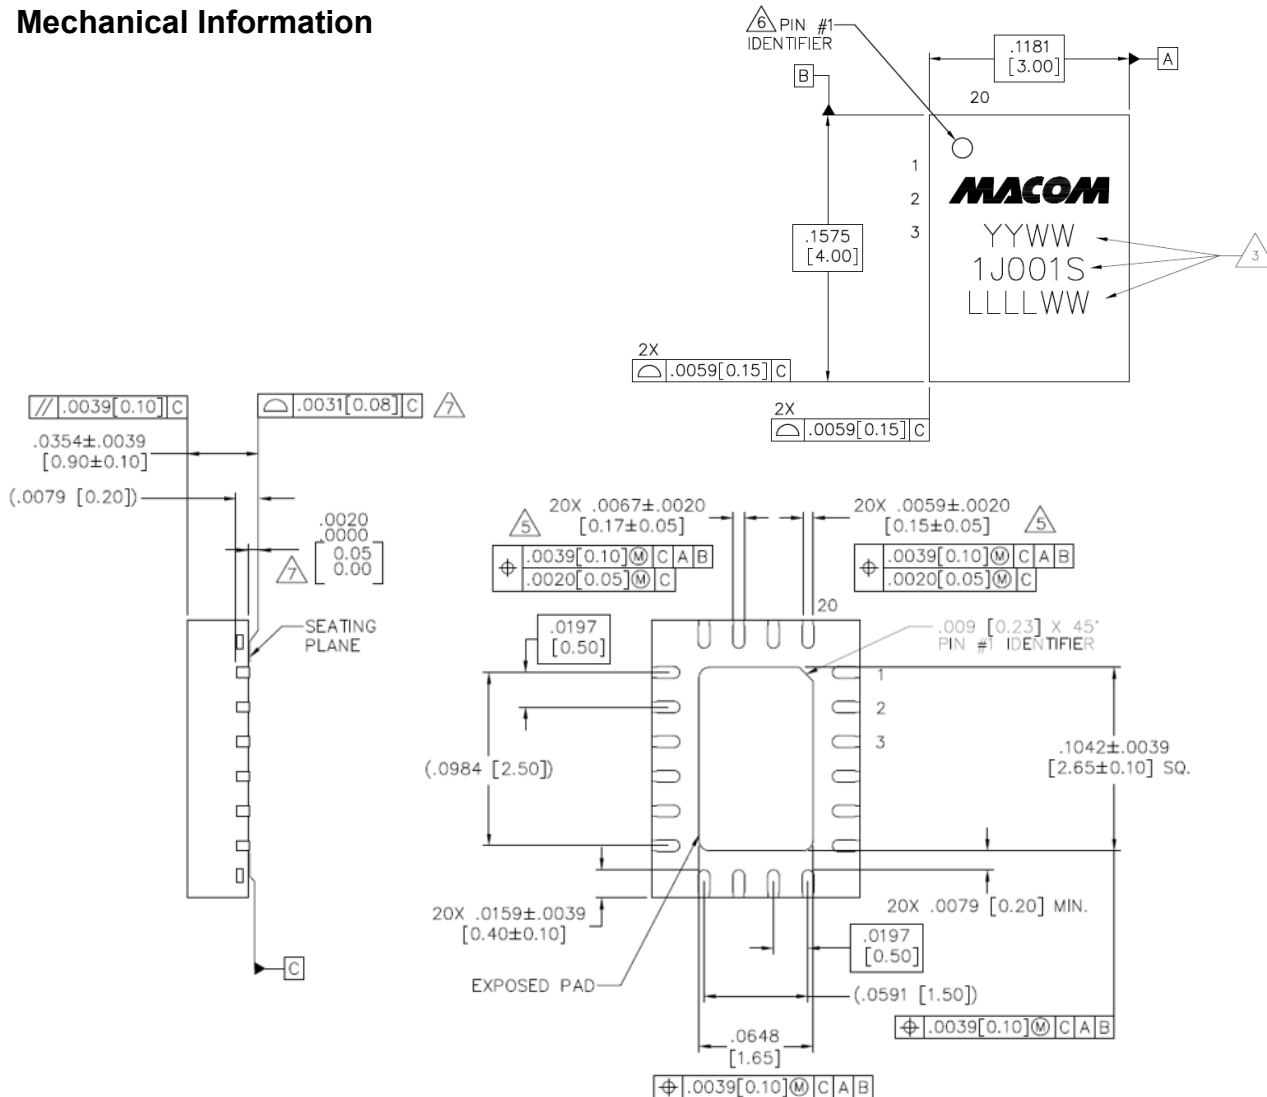 Mechanical Information
6 PIN #1
IDENTIFIER
.1181
[3.00]
A
B
20
1
2
3
MACOM
YYWW
1J001S
LLLLWW
3
.1575
[4.00]
2X
⌓ .0059[0.15] C
2X
⌓ .0059[0.15] C
// .0039[0.10] C
⌓ .0031[0.08] C 7
.0354±.0039
[0.90±0.10]
(.0079 [0.20])
.0020
.0000
[0.05
0.00]
7
SEATING
PLANE
C
5
20X .0067±.0020
[0.17±0.05]
⌖ .0039[0.10]Ⓜ C A B
.0020[0.05]Ⓜ C
20X .0059±.0020
[0.15±0.05]
5
⌖ .0039[0.10]Ⓜ C A B
.0020[0.05]Ⓜ C
20
.0197
[0.50]
.009 [0.23] X 45°
PIN #1 IDENTIFIER
1
2
3
(.0984 [2.50])
.1042±.0039
[2.65±0.10] SQ.
20X .0159±.0039
[0.40±0.10]
20X .0079 [0.20] MIN.
.0197
[0.50]
EXPOSED PAD
(.0591 [1.50])
⌖ .0039[0.10]Ⓜ C A B
.0648
[1.65]
⌖ .0039[0.10]Ⓜ C A B